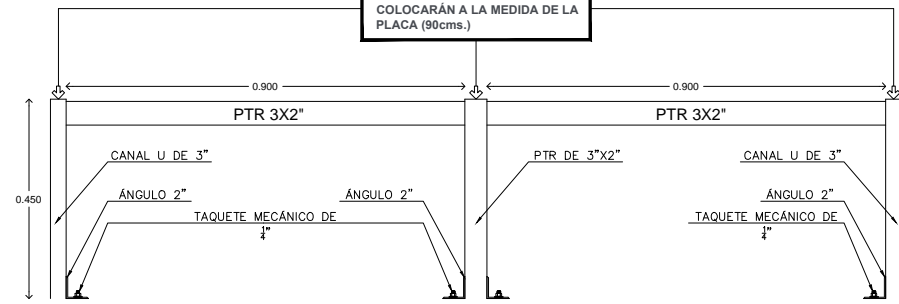 COLOCARÁN A LA MEDIDA DE LA
PLACA (90cms.)
0.900
0.900
PTR 3X2"
PTR 3X2"
CANAL U DE 3"
PTR DE 3"X2"
CANAL U DE 3"
0.450
ÁNGULO 2"
ÁNGULO 2"
ÁNGULO 2"
TAQUETE MECÁNICO DE
1/4"
TAQUETE MECÁNICO DE
1/4"